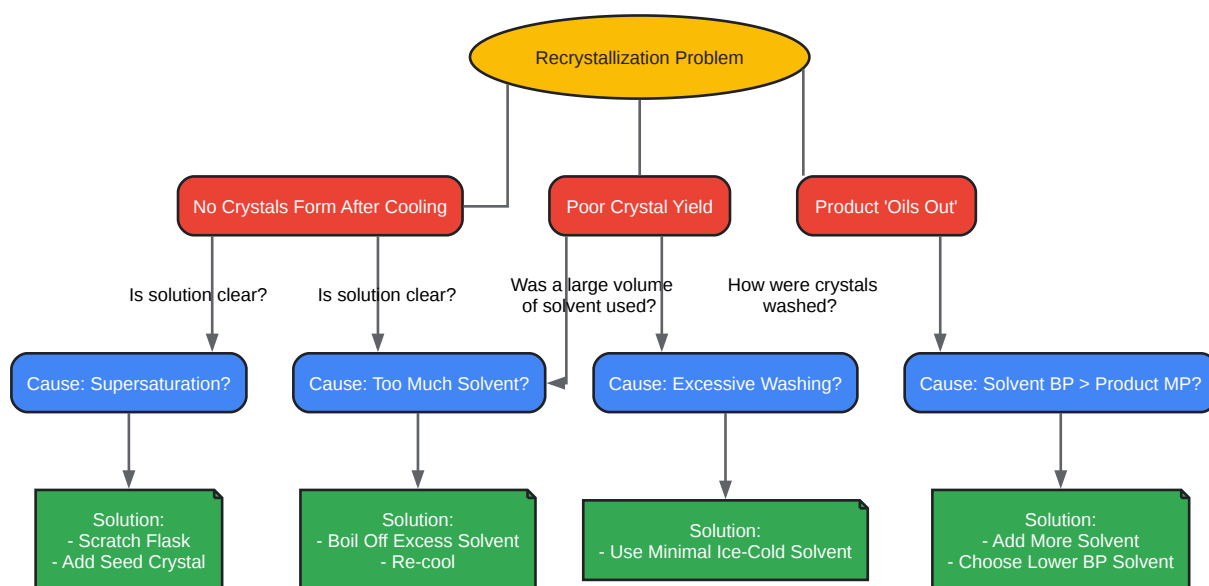 Recrystallization Problem
No Crystals Form After Cooling
Poor Crystal Yield
Product 'Oils Out'
Is solution clear?
Is solution clear?
Was a large volume
of solvent used?
How were crystals
washed?
Cause: Supersaturation?
Cause: Too Much Solvent?
Cause: Excessive Washing?
Cause: Solvent BP > Product MP?
Solution:
- Scratch Flask
- Add Seed Crystal
Solution:
- Boil Off Excess Solvent
- Re-cool
Solution:
- Use Minimal Ice-Cold Solvent
Solution:
- Add More Solvent
- Choose Lower BP Solvent